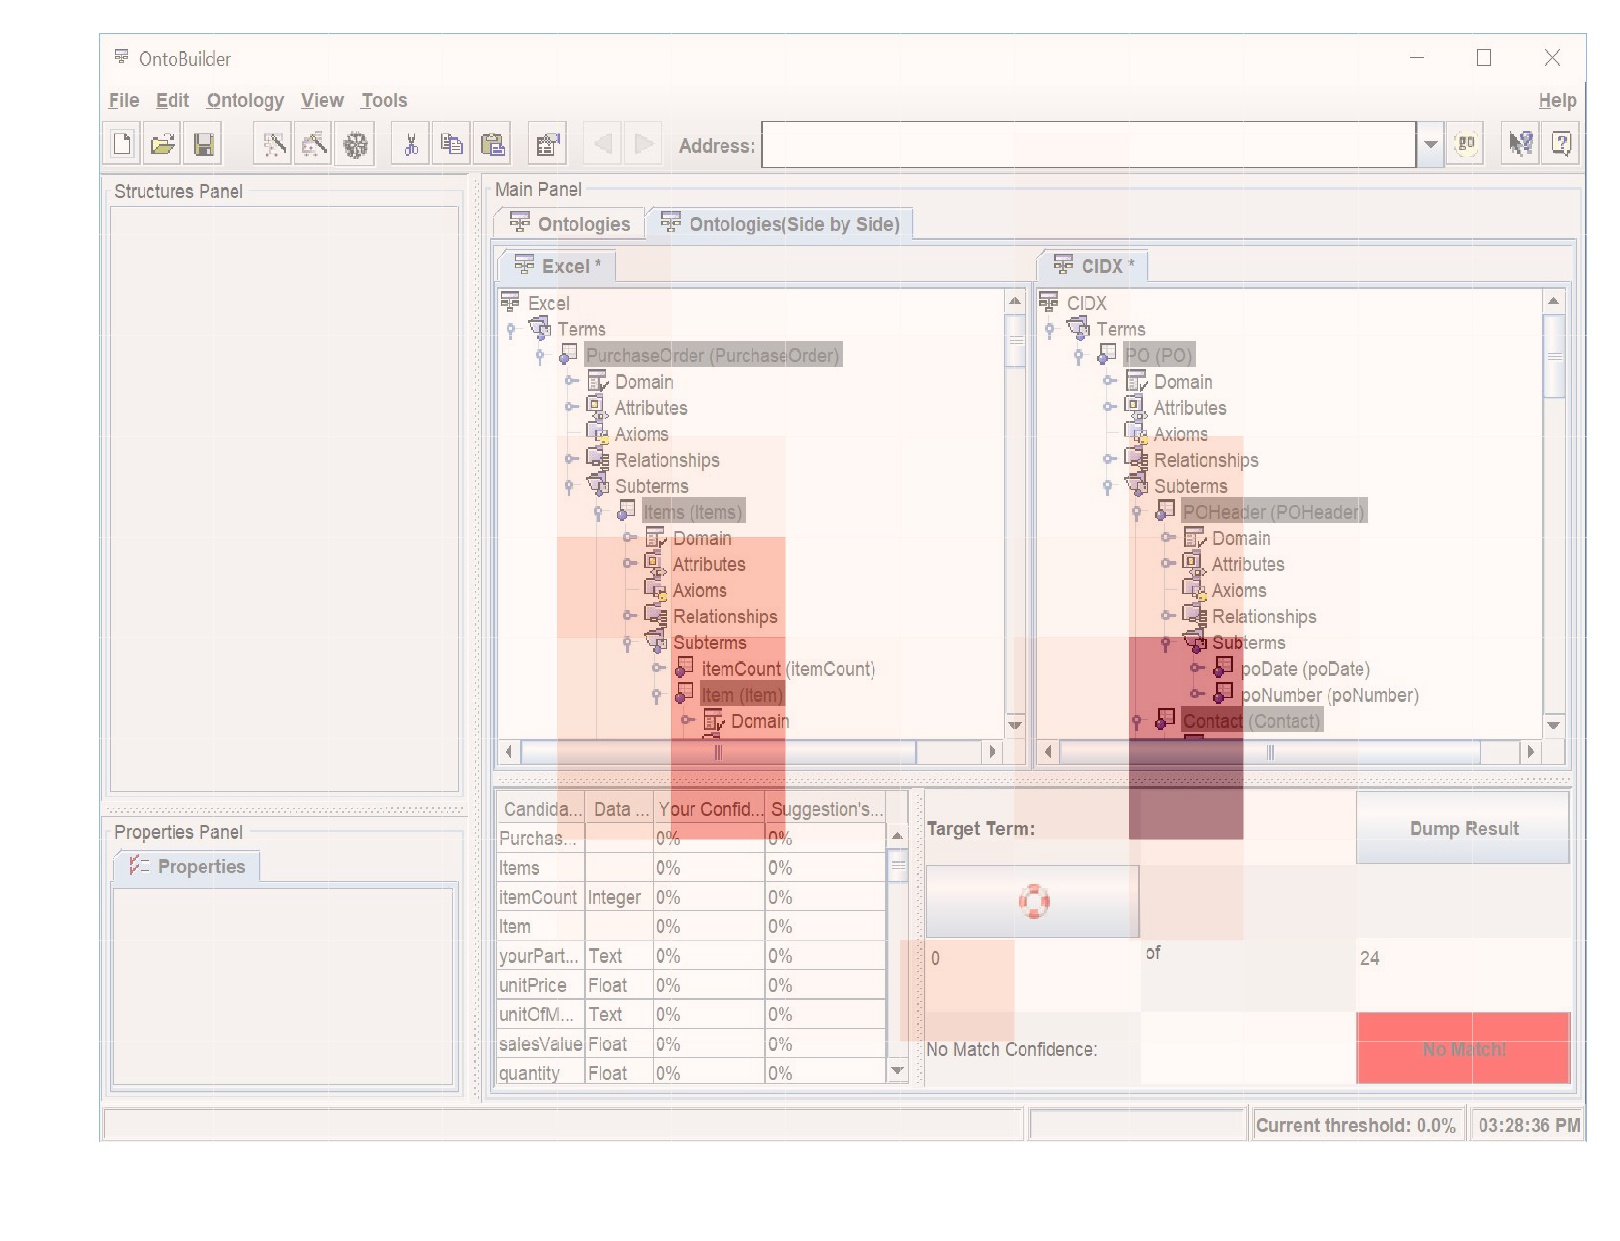 OntoBuilder
File Edit Ontology View Tools Help
Address: go
Structures Panel
Main Panel
Ontologies Ontologies(Side by Side)
Excel * CIDX *
Excel
Terms
PurchaseOrder (PurchaseOrder)
Domain
Attributes
Axioms
Relationships
Subterms
Items (Items)
Domain
Attributes
Axioms
Relationships
Subterms
itemCount (itemCount)
Item (Item)
Domain
CIDX
Terms
PO (PO)
Domain
Attributes
Axioms
Relationships
Subterms
POHeader (POHeader)
Domain
Attributes
Axioms
Relationships
Subterms
poDate (poDate)
poNumber (poNumber)
Contact (Contact)
Candida... Data ... Your Confid... Suggestion's...
Purchas... 0% 0%
Items 0% 0%
itemCount Integer 0% 0%
Item 0% 0%
yourPart... Text 0% 0%
unitPrice Float 0% 0%
unitOfM... Text 0% 0%
salesValue Float 0% 0%
quantity Float 0% 0%
Target Term: Dump Result
0 of 24
No Match Confidence: No Match!
Properties Panel
Properties
Current threshold: 0.0% 03:28:36 PM